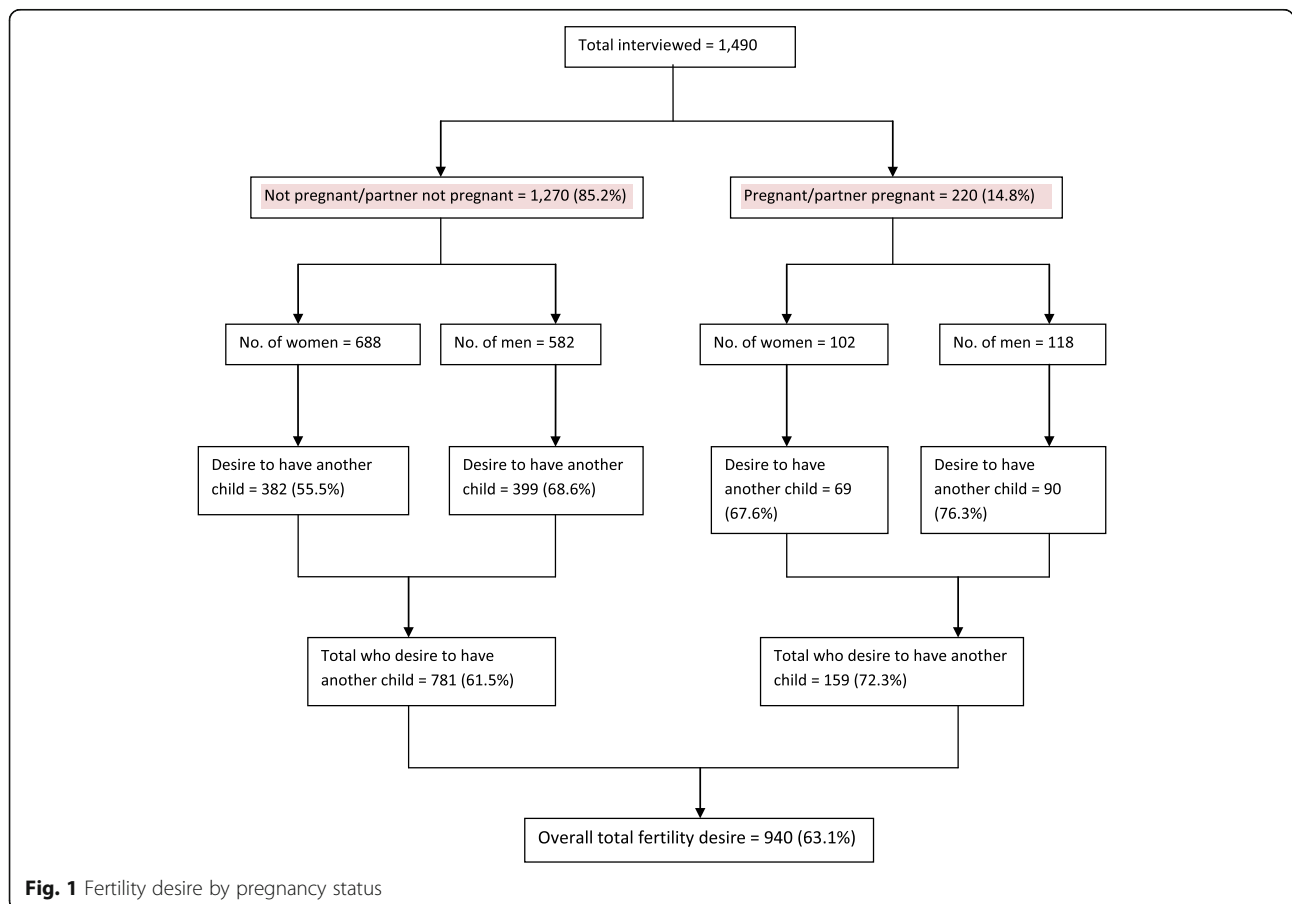 Total interviewed = 1,490
Not pregnant/partner not pregnant = 1,270 (85.2%)
Pregnant/partner pregnant = 220 (14.8%)
No. of women = 688
No. of men = 582
No. of women = 102
No. of men = 118
Desire to have another
child = 382 (55.5%)
Desire to have another
child = 399 (68.6%)
Desire to have
another child = 69
(67.6%)
Desire to have
another child = 90
(76.3%)
Total who desire to have
another child = 781 (61.5%)
Total who desire to have another
child = 159 (72.3%)
Overall total fertility desire = 940 (63.1%)
Fig. 1 Fertility desire by pregnancy status